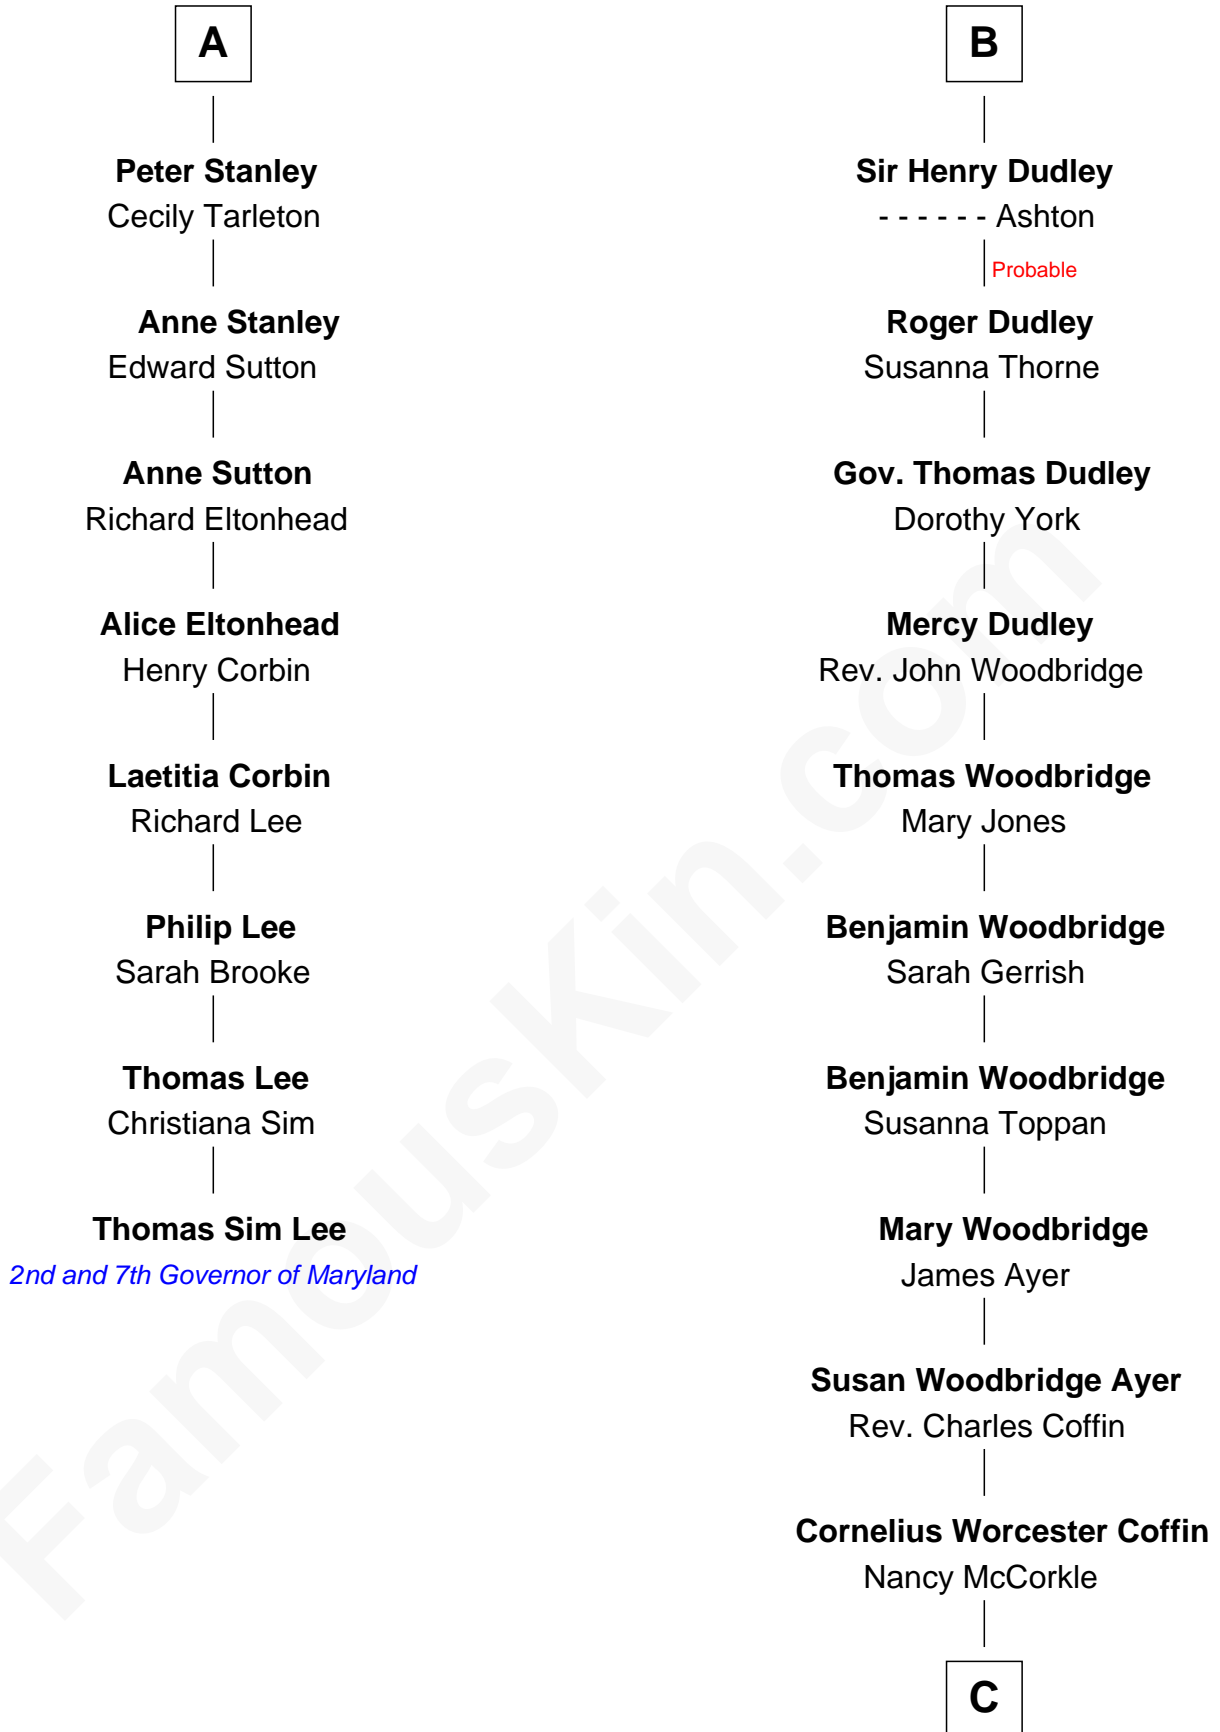 A
Peter Stanley
Cecily Tarleton
Anne Stanley
Edward Sutton
Anne Sutton
Richard Eltonhead
Alice Eltonhead
Henry Corbin
Laetitia Corbin
Richard Lee
Philip Lee
Sarah Brooke
Thomas Lee
Christiana Sim
Thomas Sim Lee
2nd and 7th Governor of Maryland
B
Sir Henry Dudley
- - - - - - Ashton
Probable
Roger Dudley
Susanna Thorne
Gov. Thomas Dudley
Dorothy York
Mercy Dudley
Rev. John Woodbridge
Thomas Woodbridge
Mary Jones
Benjamin Woodbridge
Sarah Gerrish
Benjamin Woodbridge
Susanna Toppan
Mary Woodbridge
James Ayer
Susan Woodbridge Ayer
Rev. Charles Coffin
Cornelius Worcester Coffin
Nancy McCorkle
C
FamousKin.com